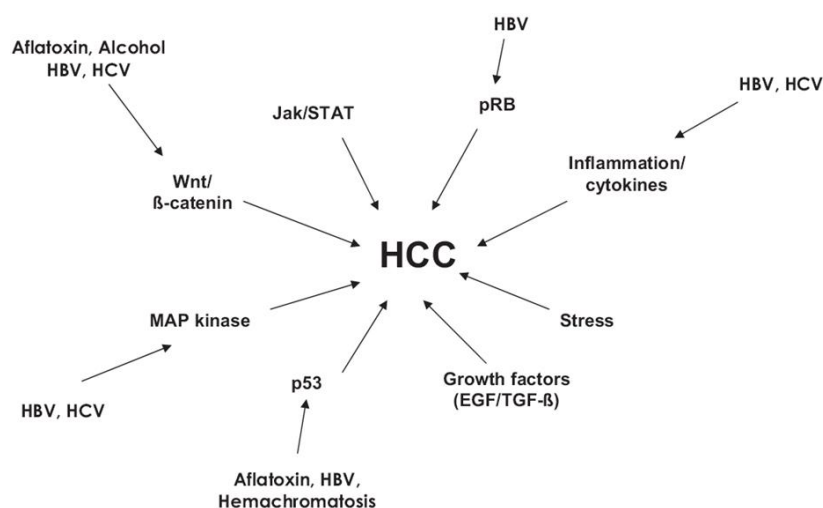 HBV
Aflatoxin, Alcohol
HBV, HCV
HBV, HCV
Jak/STAT
pRB
Inflammation/
cytokines
Wnt/
ß-catenin
HCC
MAP kinase
Stress
HBV, HCV
p53
Growth factors
(EGF/TGF-ß)
Aflatoxin, HBV,
Hemachromatosis